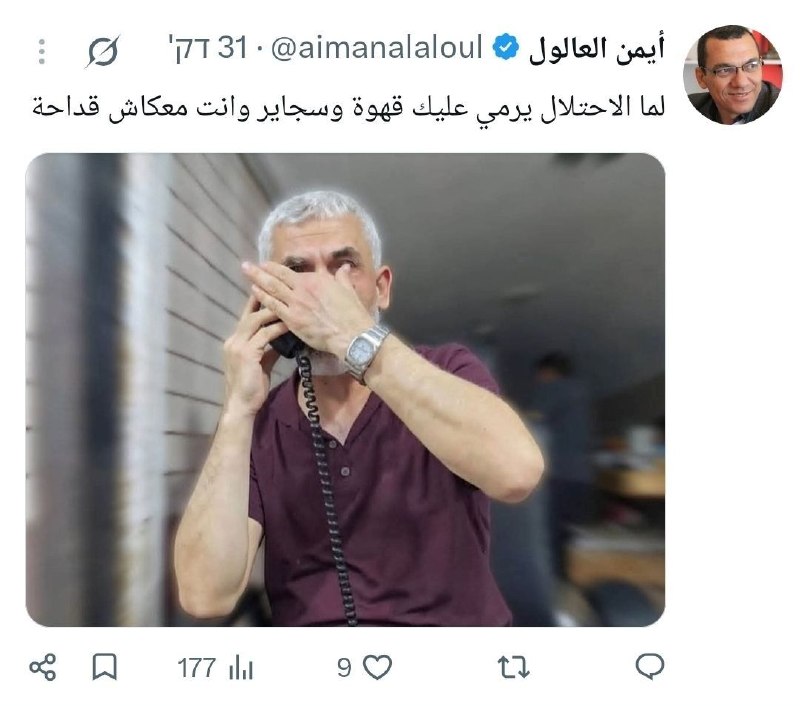 أيمن العالول @aimanalaloul · 31 דק'
لما الاحتلال يرمي عليك قهوة وسجاير وانت معكاش قداحة
9 177